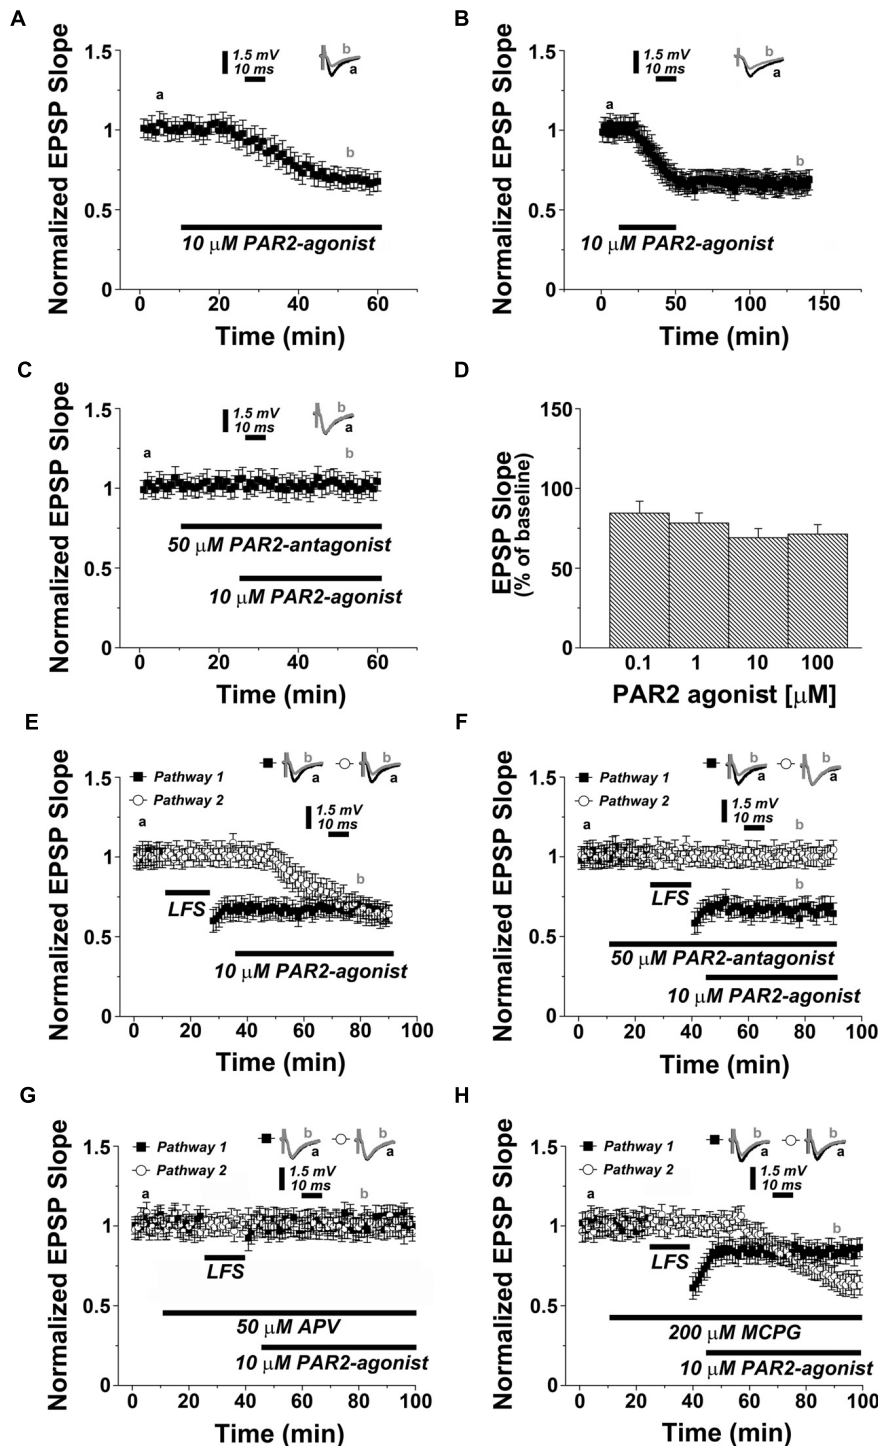 A
Normalized EPSP Slope
1.5
1
0.5
0
1.5 mV
10 ms
b
a
a
b
10 μM PAR2-agonist
0 20 40 60
Time (min)
B
Normalized EPSP Slope
1.5
1
0.5
0
1.5 mV
10 ms
b
a
a
b
10 μM PAR2-agonist
0 50 100 150
Time (min)
C
Normalized EPSP Slope
1.5
1
0.5
0
1.5 mV
10 ms
b
a
a
b
50 μM PAR2-antagonist
10 μM PAR2-agonist
0 20 40 60
Time (min)
D
EPSP Slope
(% of baseline)
150
100
50
0
0.1 1 10 100
PAR2 agonist [μM]
E
Normalized EPSP Slope
1.5
1
0.5
0
Pathway 1
Pathway 2
b
a
b
a
1.5 mV
10 ms
a
b
LFS
10 μM PAR2-agonist
0 20 40 60 80 100
Time (min)
F
Normalized EPSP Slope
1.5
1
0.5
0
Pathway 1
Pathway 2
b
a
b
a
1.5 mV
10 ms
a
b
b
LFS
50 μM PAR2-antagonist
10 μM PAR2-agonist
0 20 40 60 80 100
Time (min)
G
Normalized EPSP Slope
1.5
1
0.5
0
Pathway 1
Pathway 2
b
a
b
a
1.5 mV
10 ms
a
b
LFS
50 μM APV
10 μM PAR2-agonist
0 20 40 60 80 100
Time (min)
H
Normalized EPSP Slope
1.5
1
0.5
0
Pathway 1
Pathway 2
b
a
b
a
1.5 mV
10 ms
a
b
LFS
200 μM MCPG
10 μM PAR2-agonist
0 20 40 60 80 100
Time (min)